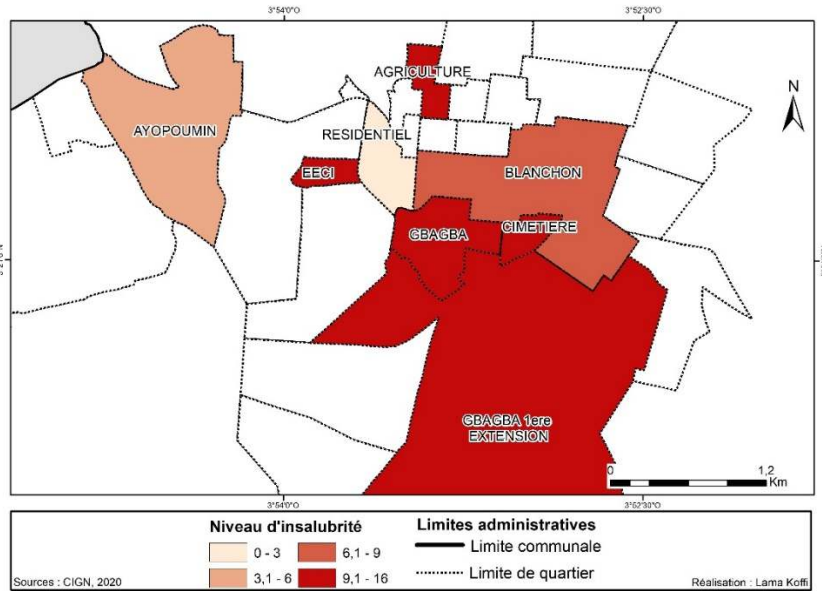 3°54'0"O
3°52'30"O
N
AGRICULTURE
AYOPOUMIN
RESIDENTIEL
EECI
BLANCHON
CIMETIERE
GBAGBA
GBAGBA 1ere
EXTENSION
0
1,2
Km
3°54'0"O
3°52'30"O
Niveau d'insalubrité
0 - 3
6,1 - 9
3,1 - 6
9,1 - 16
Limites administratives
Limite communale
Limite de quartier
Sources : CIGN, 2020
Réalisation : Lama Koffi